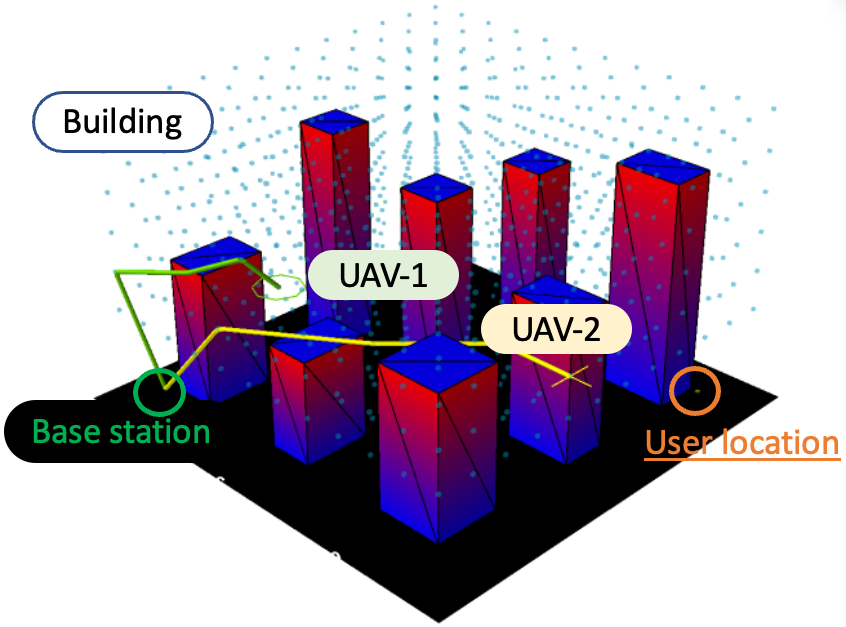 Building
UAV-1
UAV-2
Base station
User location